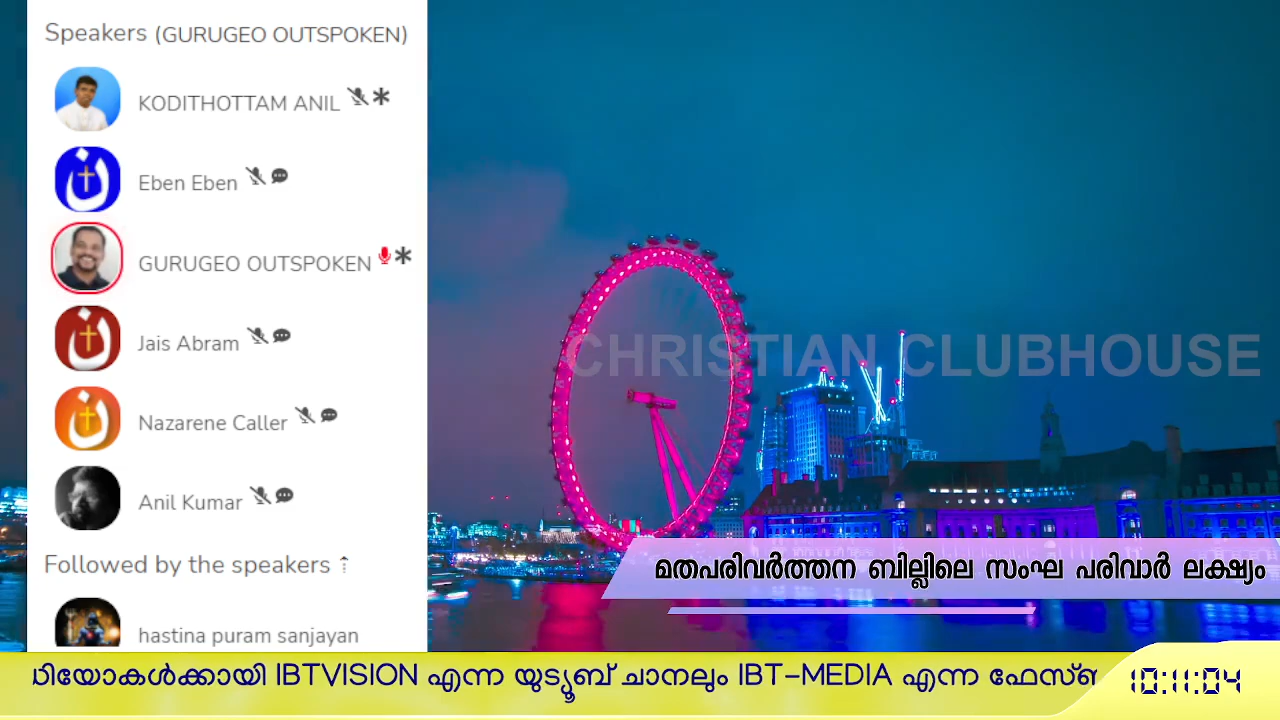 Speakers (GURUGEO OUTSPOKEN)
KODITHOTTAM ANIL
Eben Eben
GURUGEO OUTSPOKEN
Jais Abram
Nazarene Caller
Anil Kumar
Followed by the speakers
hastina puram sanjayan
CHRISTIAN CLUBHOUSE
മതപരിവർത്തന ബില്ലിലെ സംഘ പരിവാർ ലക്ഷ്യം
IBTVISION എന്ന യുട്യൂബ് ചാനലും IBT-MEDIA എന്ന
10:11:04